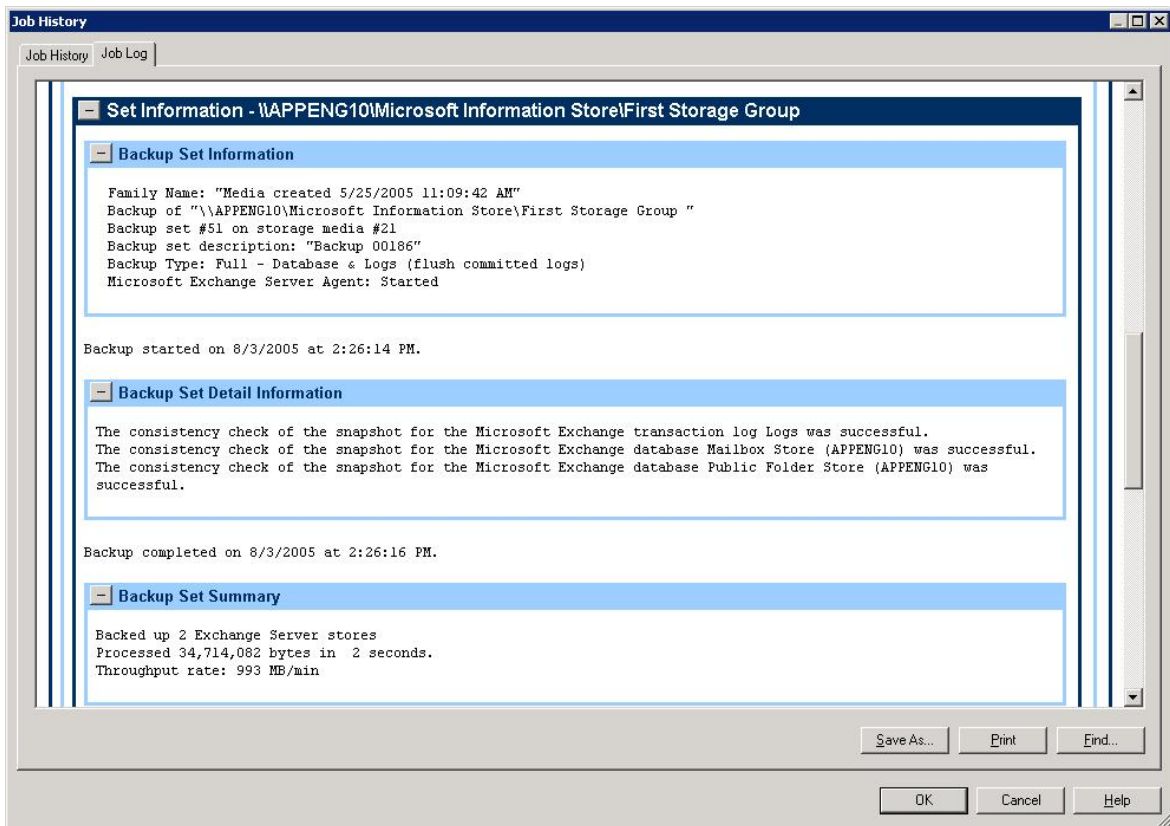 Job History
Job History
Job Log
Set Information - \\APPENG10\Microsoft Information Store\First Storage Group
Backup Set Information
Family Name: "Media created 5/25/2005 11:09:42 AM"
Backup of "\\APPENG10\Microsoft Information Store\First Storage Group "
Backup set #51 on storage media #21
Backup set description: "Backup 00186"
Backup Type: Full - Database & Logs (flush committed logs)
Microsoft Exchange Server Agent: Started
Backup started on 8/3/2005 at 2:26:14 PM.
Backup Set Detail Information
The consistency check of the snapshot for the Microsoft Exchange transaction log Logs was successful.
The consistency check of the snapshot for the Microsoft Exchange database Mailbox Store (APPENG10) was successful.
The consistency check of the snapshot for the Microsoft Exchange database Public Folder Store (APPENG10) was
successful.
Backup completed on 8/3/2005 at 2:26:16 PM.
Backup Set Summary
Backed up 2 Exchange Server stores
Processed 34,714,082 bytes in  2 seconds.
Throughput rate: 993 MB/min
Save As...
Print
Find...
OK
Cancel
Help